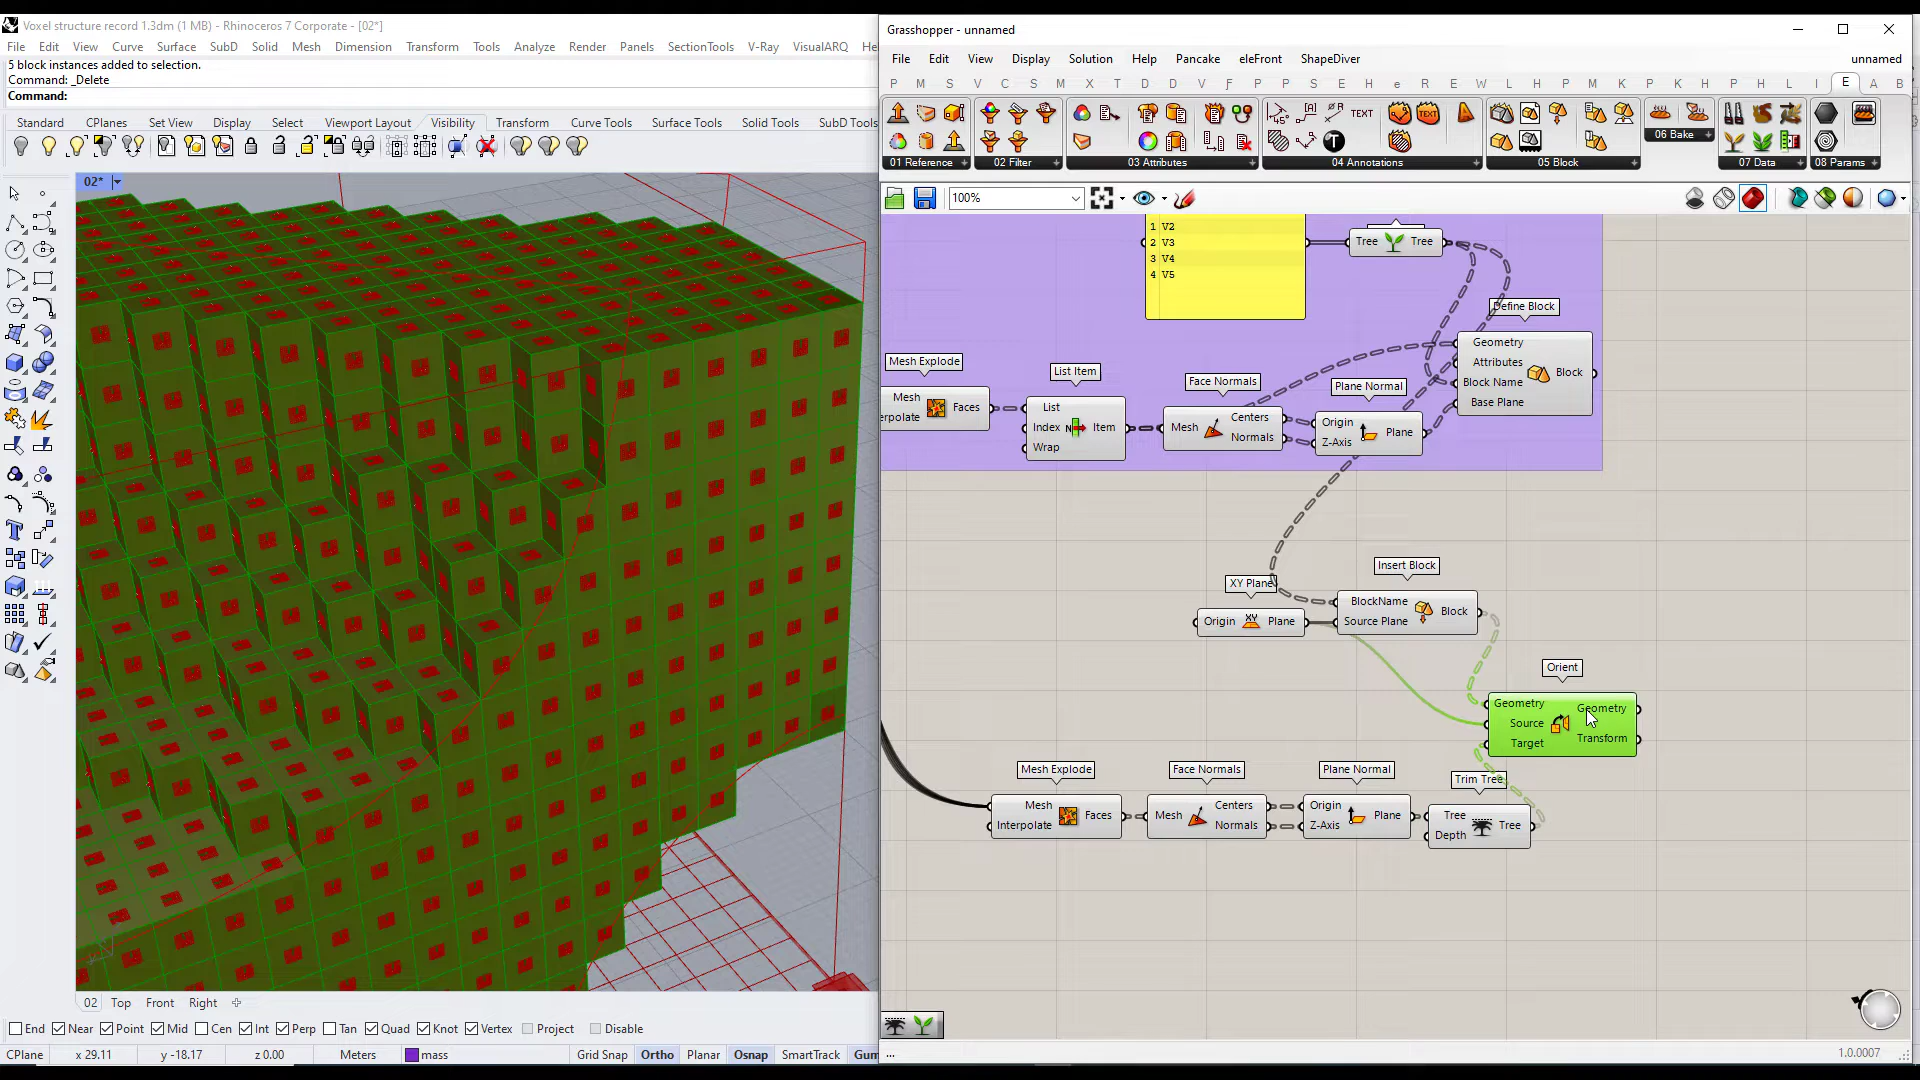 Voxel structure record 1.3dm (1 MB) - Rhinoceros 7 Corporate - [02*]
File Edit View Curve Surface SubD Solid Mesh Dimension Transform Tools Analyze Render Panels SectionTools V-Ray VisualARQ He
5 block instances added to selection.
Command: _Delete
Command:
Standard CPlanes Set View Display Select Viewport Layout Visibility Transform Curve Tools Surface Tools Solid Tools SubD Tools
02*
02 Top Front Right
End Near Point Mid Cen Int Perp Tan Quad Knot Vertex Project Disable
CPlane x 29.11 y -18.17 z 0.00 Meters mass Grid Snap Ortho Planar Osnap SmartTrack Gum
Grasshopper - unnamed
File Edit View Display Solution Help Pancake eleFront ShapeDiver unnamed
P M S V C S M X M V F P P S R e R E S F P M K P K P H L I E A B
TEXT
TEXT
T
01 Reference 02 Filter 03 Attributes 04 Annotations 05 Block 06 Bake 07 Data 08 Params
100%
1 V2
2 V3
3 V4
4 V5
Tree Tree
Define Block
Geometry
Attributes
Block Name
Base Plane
Block
Mesh Explode
Mesh
erpolate
Faces
List Item
List
Index
Wrap
Item
Face Normals
Mesh
Centers
Normals
Plane Normal
Origin
Z-Axis
Plane
XY Plane
Origin
XY
Plane
Insert Block
BlockName
Source Plane
Block
Orient
Geometry
Source
Target
Geometry
Transform
Mesh Explode
Mesh
Interpolate
Faces
Face Normals
Mesh
Centers
Normals
Plane Normal
Origin
Z-Axis
Plane
Trim Tree
Tree
Depth
Tree
...
1.0.0007